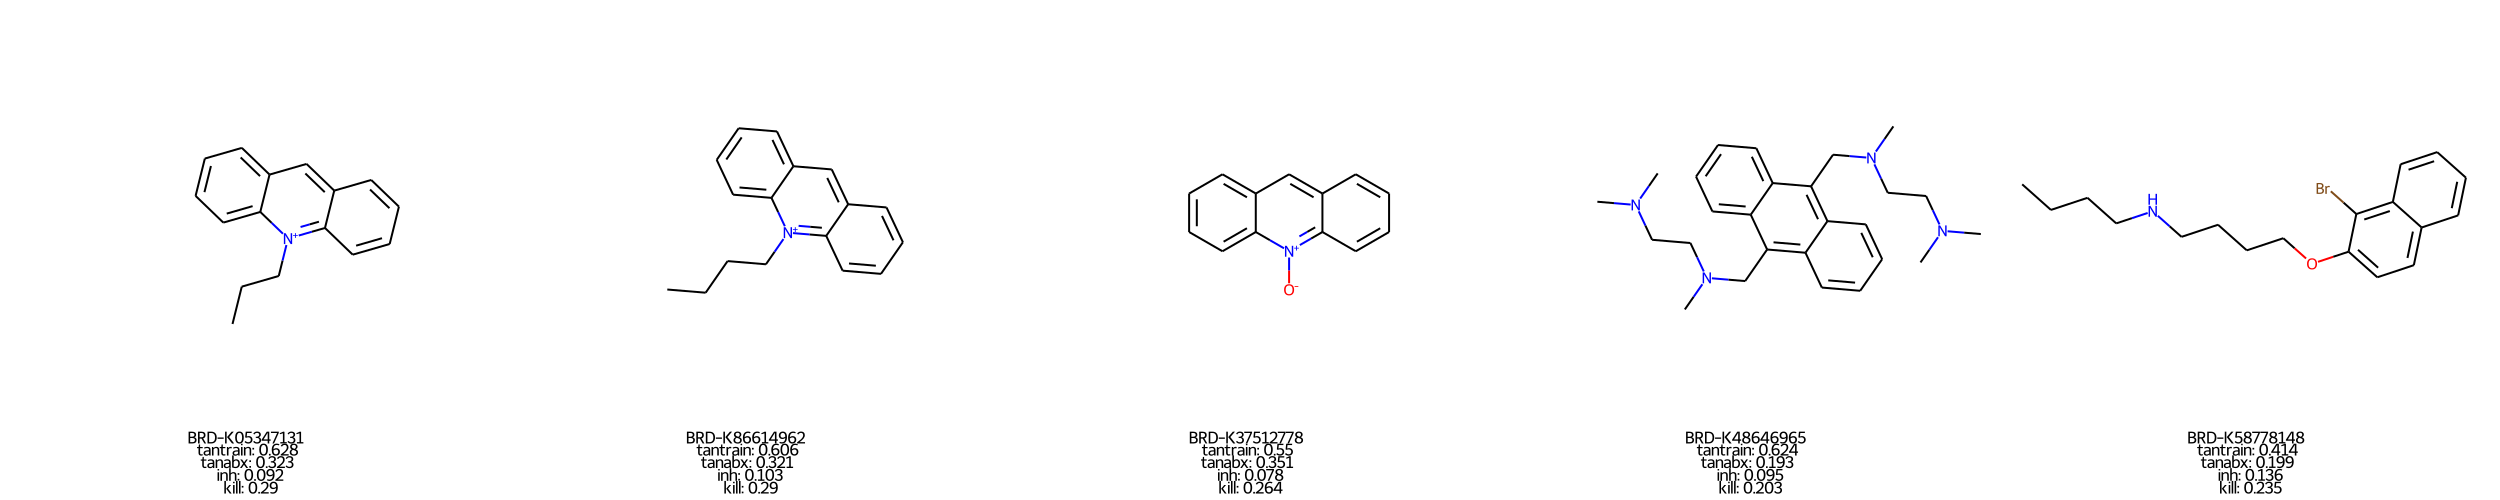 N+
N+
N+
O-
N
N
N
N
Br
H
N
O
BRD-K05347131
tantrain: 0.628
tanabx: 0.323
inh: 0.092
kill: 0.29
BRD-K86614962
tantrain: 0.606
tanabx: 0.321
inh: 0.103
kill: 0.29
BRD-K37512778
tantrain: 0.55
tanabx: 0.351
inh: 0.078
kill: 0.264
BRD-K48646965
tantrain: 0.624
tanabx: 0.193
inh: 0.095
kill: 0.203
BRD-K58778148
tantrain: 0.414
tanabx: 0.199
inh: 0.136
kill: 0.235